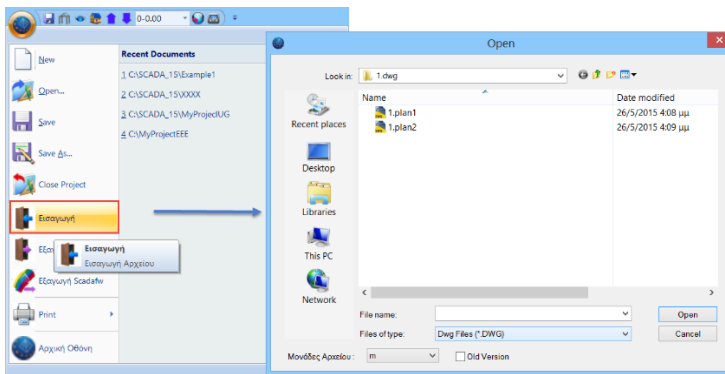 0-0.00
Recent Documents
New
1 C:\SCADA_15\Example1
Open...
2 C:\SCADA_15\XXXX
Save
3 C:\SCADA_15\MyProjectUG
4 C:\MyProjectEEE
Save As...
Close Project
Εισαγωγή
Εξα
Εισαγωγή
Εισαγωγή Αρχείου
Εξαγωγή Scadafw
Print
Αρχική Οθόνη
Open
Look in:
1.dwg
Name
Date modified
1.plan1
26/5/2015 4:08 μμ
1.plan2
26/5/2015 4:09 μμ
Recent places
Desktop
Libraries
This PC
Network
File name:
Open
Files of type:
Dwg Files (*.DWG)
Cancel
Μονάδες Αρχείου :
m
Old Version